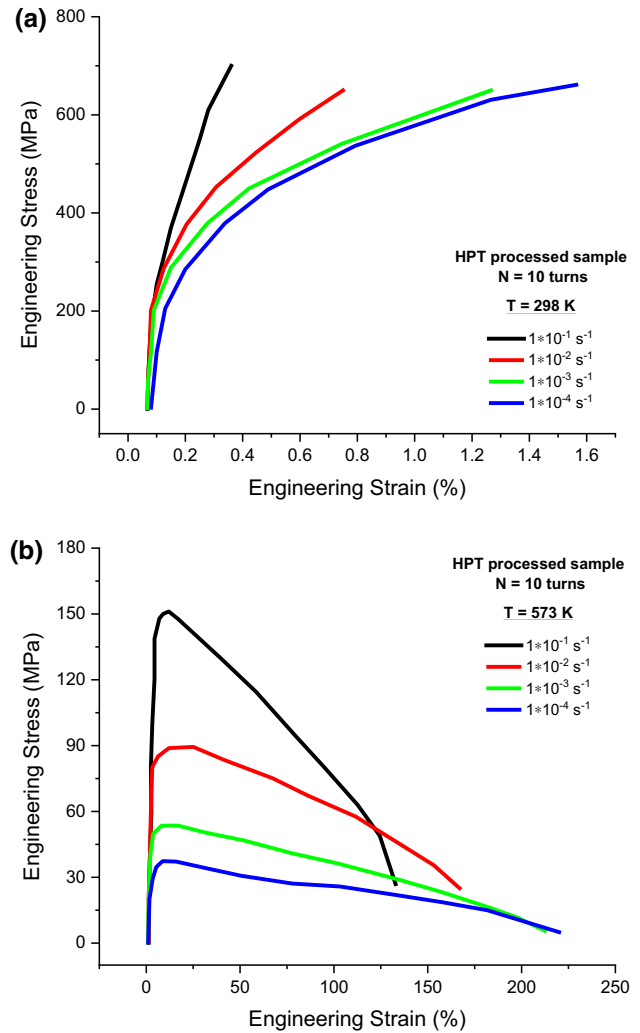 (a)
800
600
400
200
0
Engineering Stress (MPa)
HPT processed sample
N = 10 turns
T = 298 K
1*10⁻¹ s⁻¹
1*10⁻² s⁻¹
1*10⁻³ s⁻¹
1*10⁻⁴ s⁻¹
0.0 0.2 0.4 0.6 0.8 1.0 1.2 1.4 1.6
Engineering Strain (%)
(b)
180
150
120
90
60
30
0
Engineering Stress (MPa)
HPT processed sample
N = 10 turns
T = 573 K
1*10⁻¹ s⁻¹
1*10⁻² s⁻¹
1*10⁻³ s⁻¹
1*10⁻⁴ s⁻¹
0 50 100 150 200 250
Engineering Strain (%)